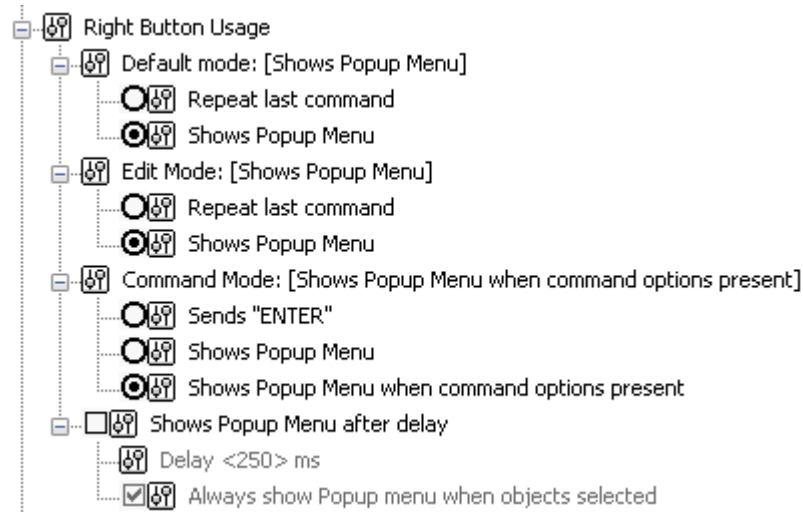 Right Button Usage
Default mode: [Shows Popup Menu]
Repeat last command
Shows Popup Menu
Edit Mode: [Shows Popup Menu]
Repeat last command
Shows Popup Menu
Command Mode: [Shows Popup Menu when command options present]
Sends "ENTER"
Shows Popup Menu
Shows Popup Menu when command options present
Shows Popup Menu after delay
Delay <250> ms
Always show Popup menu when objects selected